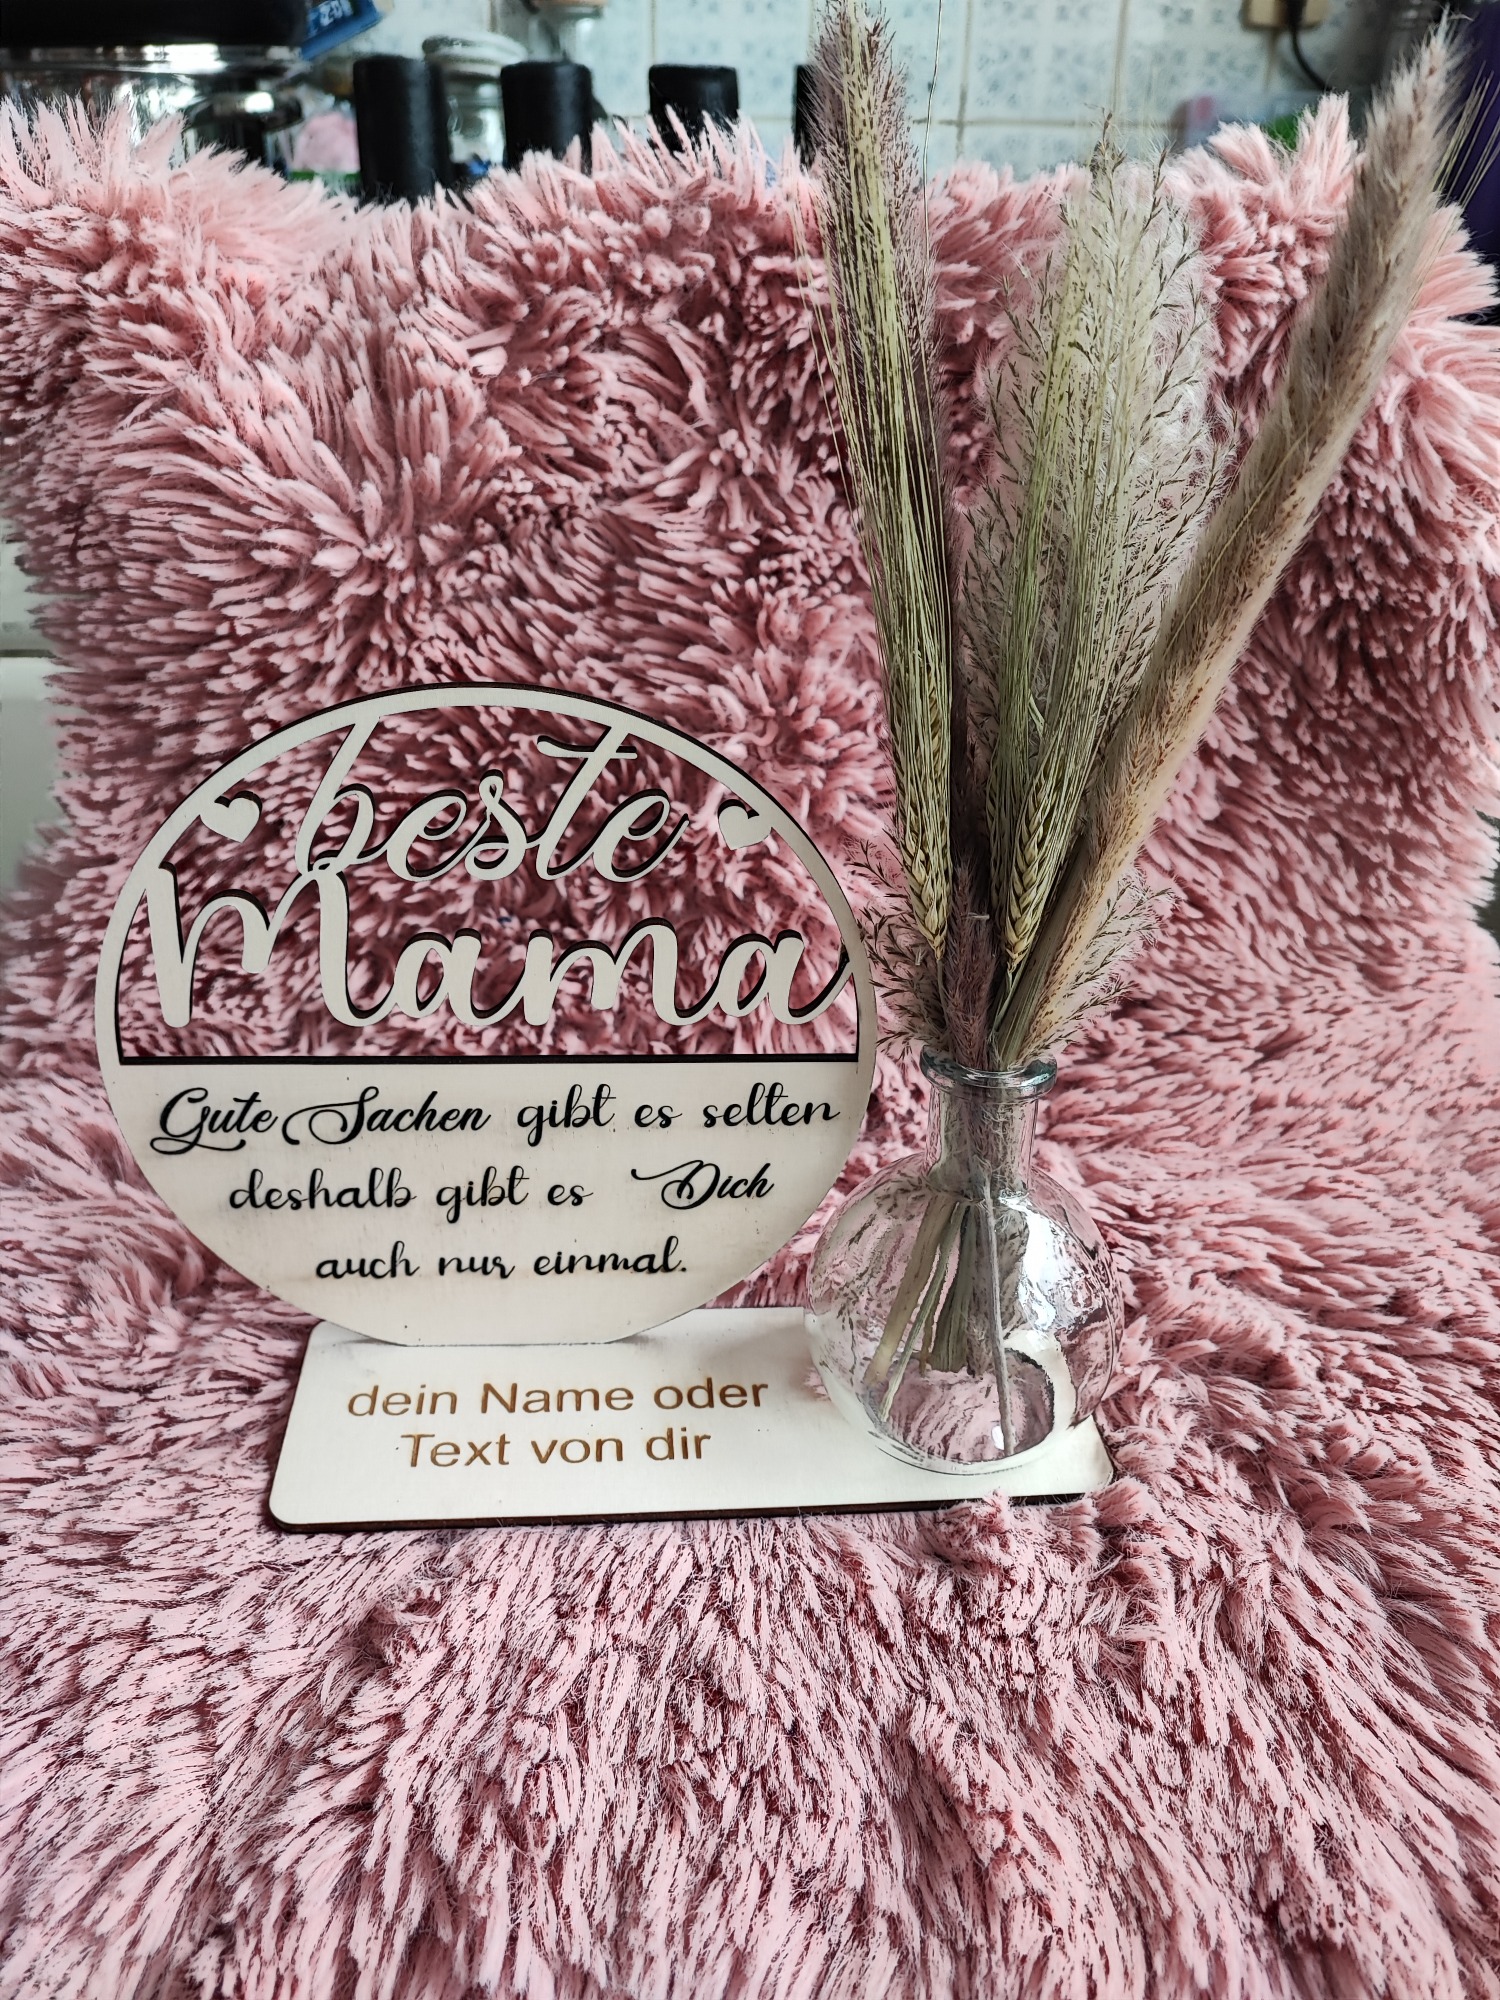 beste
Mama
Gute Sachen gibt es selten
deshalb gibt es Dich
auch nur einmal.
dein Name oder
Text von dir